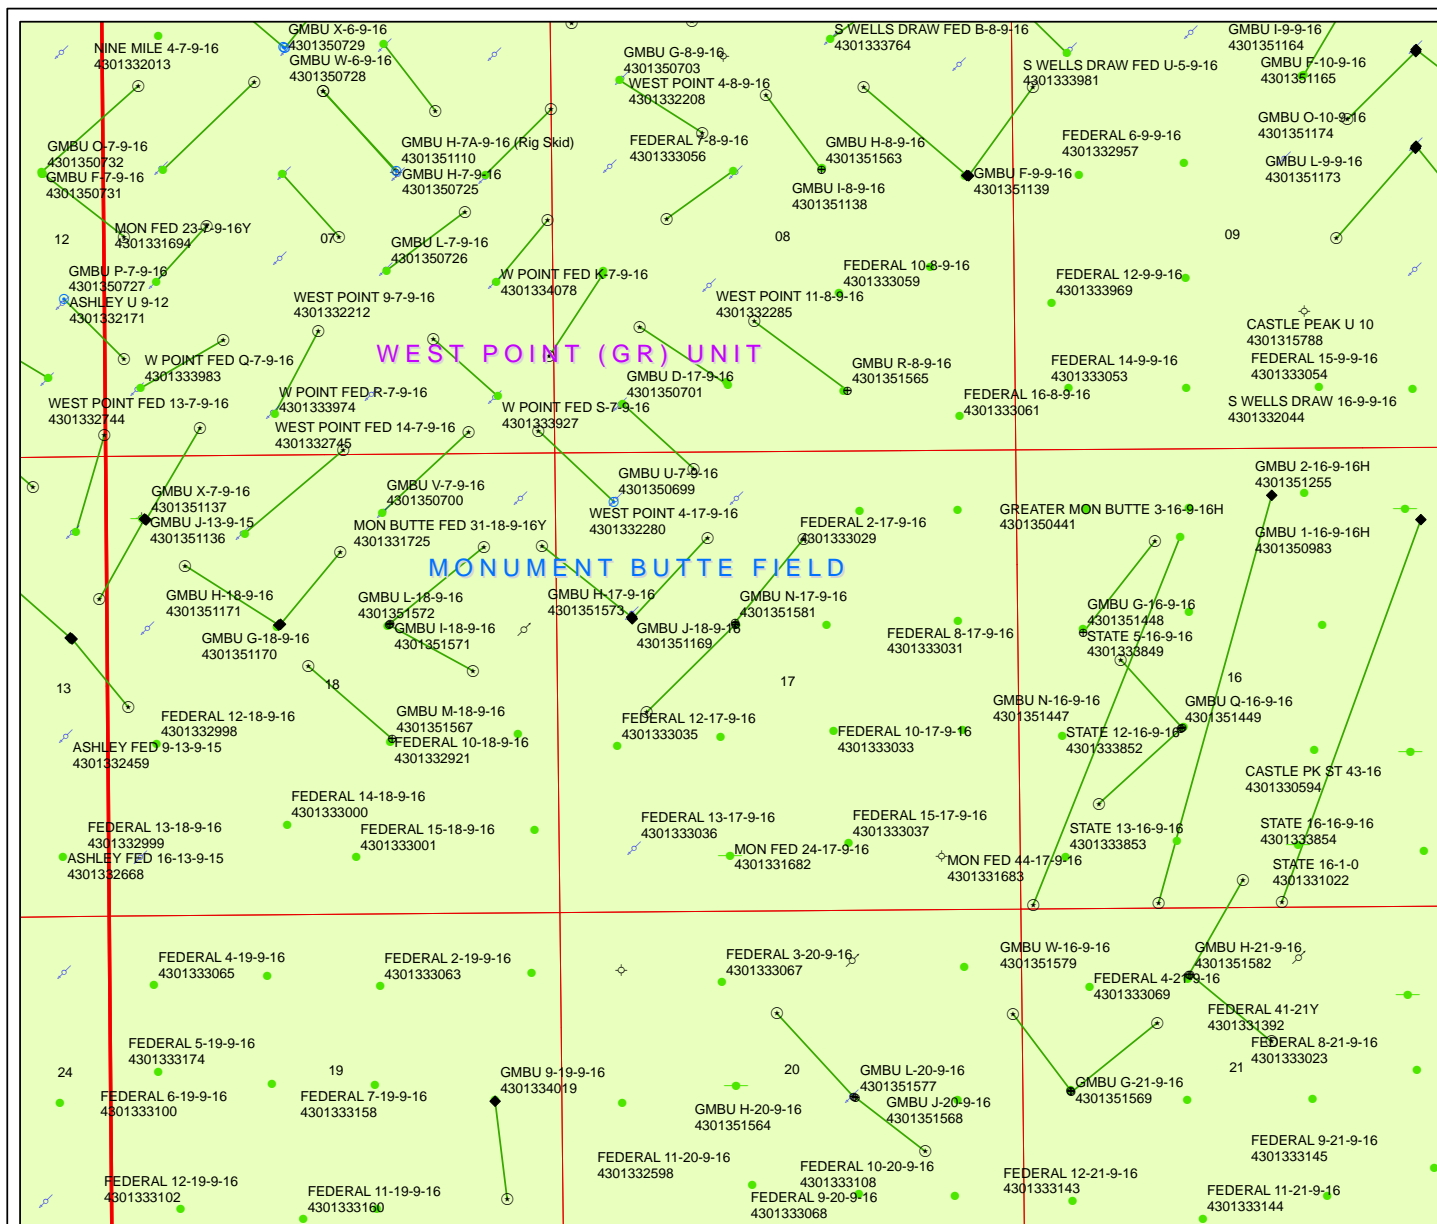 GMBU X-6-9-16
4301350729
GMBU W-6-9-16
4301350728
NINE MILE 4-7-9-16
4301332013
GMBU G-8-9-16
4301350703
WEST POINT 4-8-9-16
4301332208
S WELLS DRAW FED B-8-9-16
4301333764
S WELLS DRAW FED U-5-9-16
4301333981
GMBU I-9-9-16
4301351164
GMBU F-10-9-16
4301351165
GMBU O-10-9-16
4301351174
GMBU O-7-9-16
4301350732
GMBU F-7-9-16
4301350731
GMBU H-7A-9-16 (Rig Skid)
4301351110
GMBU H-7-9-16
4301350725
FEDERAL 7-8-9-16
4301333056
GMBU H-8-9-16
4301351563
GMBU I-8-9-16
4301351138
GMBU F-9-9-16
4301351139
FEDERAL 6-9-9-16
4301332957
GMBU L-9-9-16
4301351173
12
MON FED 23-7-9-16Y
4301331694
07
08
09
GMBU L-7-9-16
4301350726
GMBU P-7-9-16
4301350727
ASHLEY U 9-12
4301332171
W POINT FED K-7-9-16
4301334078
FEDERAL 10-8-9-16
4301333059
FEDERAL 12-9-9-16
4301333969
WEST POINT 9-7-9-16
4301332212
WEST POINT 11-8-9-16
4301332285
CASTLE PEAK U 10
4301315788
W POINT FED Q-7-9-16
4301333983
WEST POINT (GR) UNIT
GMBU D-17-9-16
4301350701
GMBU R-8-9-16
4301351565
FEDERAL 14-9-9-16
4301333053
FEDERAL 15-9-9-16
4301333054
WEST POINT FED 13-7-9-16
4301332744
W POINT FED R-7-9-16
4301333974
W POINT FED S-7-9-16
4301333927
FEDERAL 16-8-9-16
4301333061
S WELLS DRAW 16-9-9-16
4301332044
WEST POINT FED 14-7-9-16
4301332745
GMBU X-7-9-16
4301351137
GMBU J-13-9-15
4301351136
GMBU V-7-9-16
4301350700
GMBU U-7-9-16
4301350699
GMBU 2-16-9-16H
4301351255
MON BUTTE FED 31-18-9-16Y
4301331725
WEST POINT 4-17-9-16
4301332280
FEDERAL 2-17-9-16
4301333029
GREATER MON BUTTE 3-16-9-16H
4301350441
GMBU 1-16-9-16H
4301350983
MONUMENT BUTTE FIELD
GMBU H-18-9-16
4301351171
GMBU L-18-9-16
4301351572
GMBU I-18-9-16
4301351571
GMBU H-17-9-16
4301351573
GMBU N-17-9-16
4301351581
GMBU G-16-9-16
4301351448
GMBU G-18-9-16
4301351170
GMBU J-18-9-16
4301351169
FEDERAL 8-17-9-16
4301333031
STATE 5-16-9-16
4301333849
13
18
17
16
FEDERAL 12-18-9-16
4301332998
GMBU M-18-9-16
4301351567
FEDERAL 10-18-9-16
4301332921
FEDERAL 12-17-9-16
4301333035
FEDERAL 10-17-9-16
4301333033
GMBU N-16-9-16
4301351447
GMBU Q-16-9-16
4301351449
STATE 12-16-9-16
4301333852
ASHLEY FED 9-13-9-15
4301332459
CASTLE PK ST 43-16
4301330594
FEDERAL 14-18-9-16
4301333000
FEDERAL 13-18-9-16
4301332999
FEDERAL 15-18-9-16
4301333001
FEDERAL 13-17-9-16
4301333036
FEDERAL 15-17-9-16
4301333037
STATE 13-16-9-16
4301333853
STATE 16-16-9-16
4301333854
ASHLEY FED 16-13-9-15
4301332668
MON FED 24-17-9-16
4301331682
MON FED 44-17-9-16
4301331683
STATE 16-1-0
4301331022
FEDERAL 4-19-9-16
4301333065
FEDERAL 2-19-9-16
4301333063
FEDERAL 3-20-9-16
4301333067
GMBU W-16-9-16
4301351579
GMBU H-21-9-16
4301351582
FEDERAL 4-21-9-16
4301333069
FEDERAL 41-21Y
4301331392
FEDERAL 5-19-9-16
4301333174
FEDERAL 8-21-9-16
4301333023
24
19
20
21
GMBU 9-19-9-16
4301334019
GMBU L-20-9-16
4301351577
GMBU G-21-9-16
4301351569
FEDERAL 6-19-9-16
4301333100
FEDERAL 7-19-9-16
4301333158
GMBU H-20-9-16
4301351564
GMBU J-20-9-16
4301351568
FEDERAL 9-21-9-16
4301333145
FEDERAL 11-20-9-16
4301332598
FEDERAL 10-20-9-16
4301333108
FEDERAL 12-21-9-16
4301333143
FEDERAL 12-19-9-16
4301333102
FEDERAL 11-19-9-16
4301333160
FEDERAL 9-20-9-16
4301333068
FEDERAL 11-21-9-16
4301333144